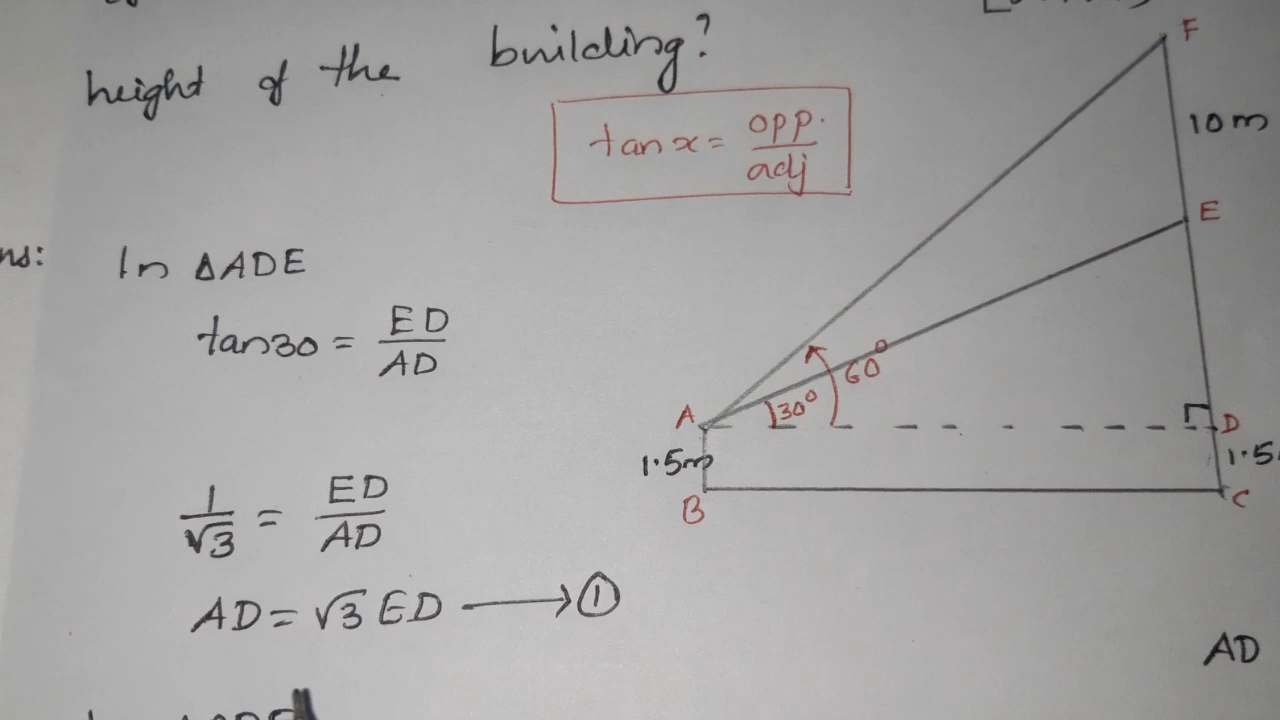 height of the building?
tan x = opp. / adj
ns: In ΔADE
tan30 = ED / AD
1 / √3 = ED / AD
AD = √3 ED ⟶ ①
F
10m
E
60°
30°
A
D
1.5m
1.5
B
C
AD